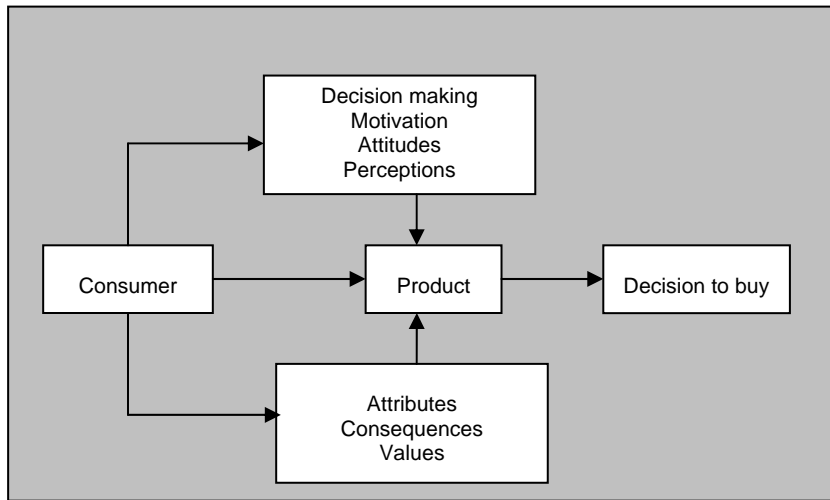 Decision making
Motivation
Attitudes
Perceptions
Consumer
Product
Decision to buy
Attributes
Consequences
Values